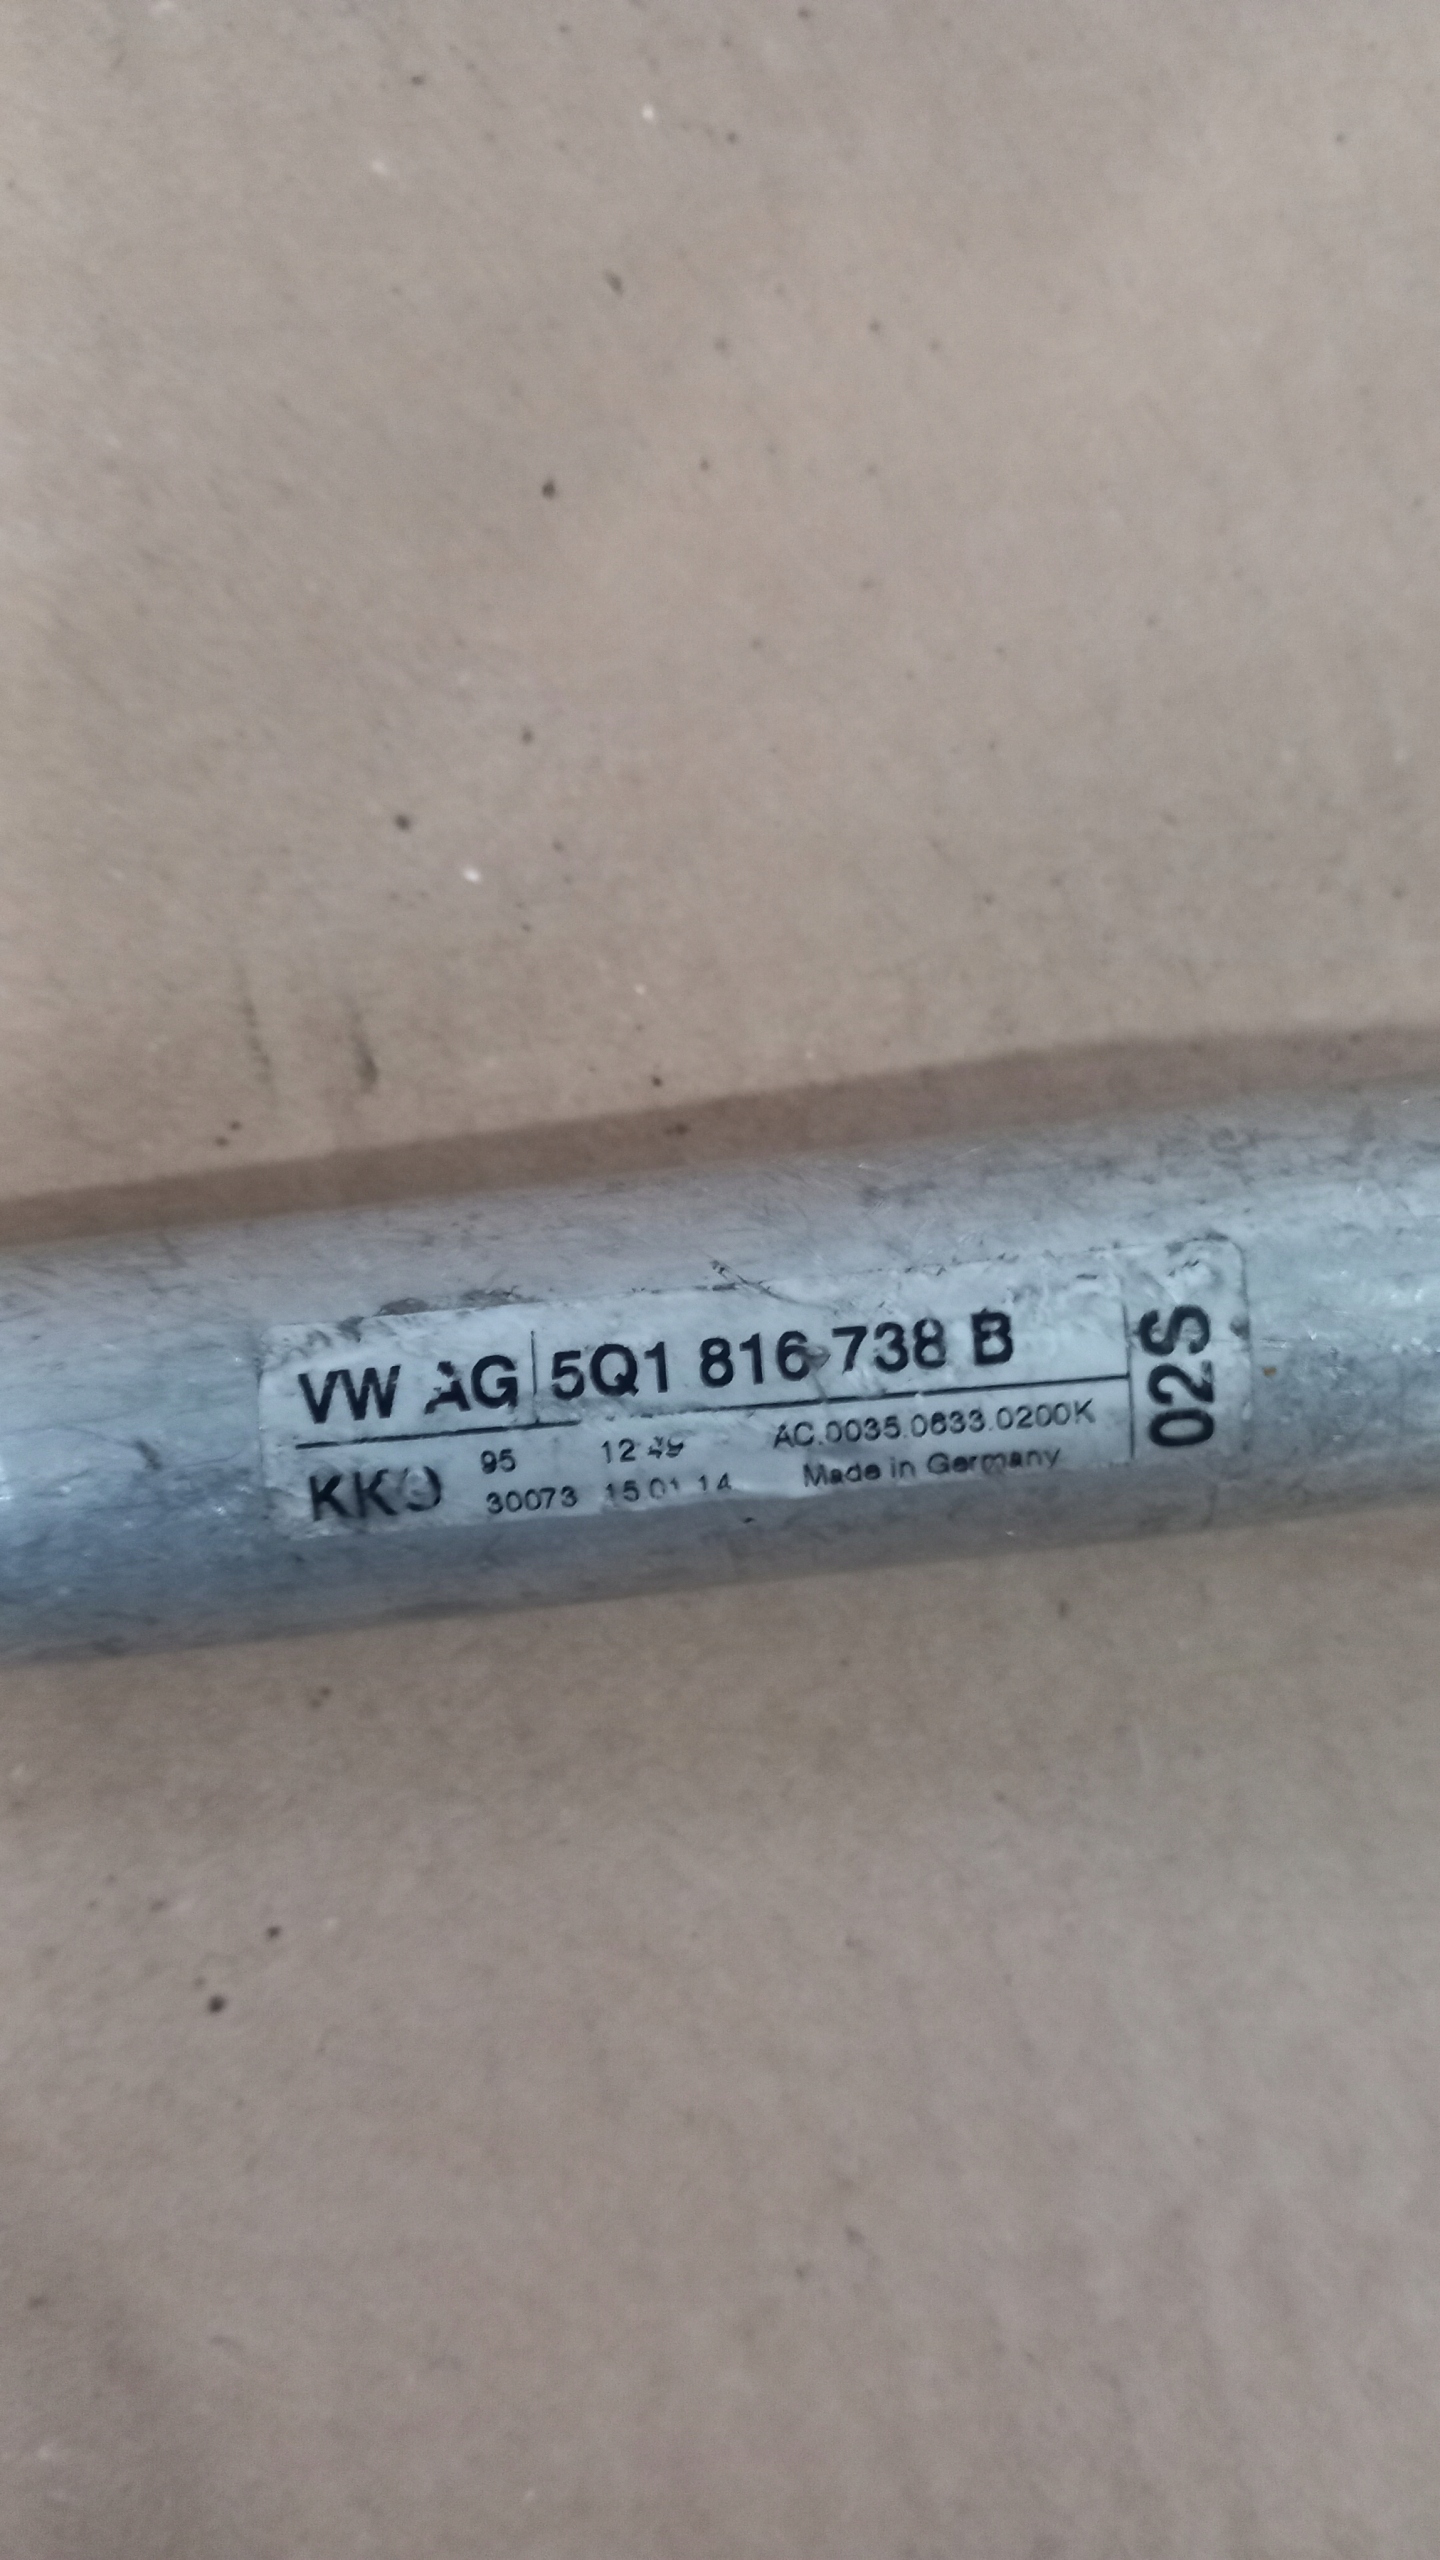 VW AG 5Q1 816 738 B
95 12 49 AC.0035.0633.0200K
KKO 30073 15 01 14 Made in Germany
02S